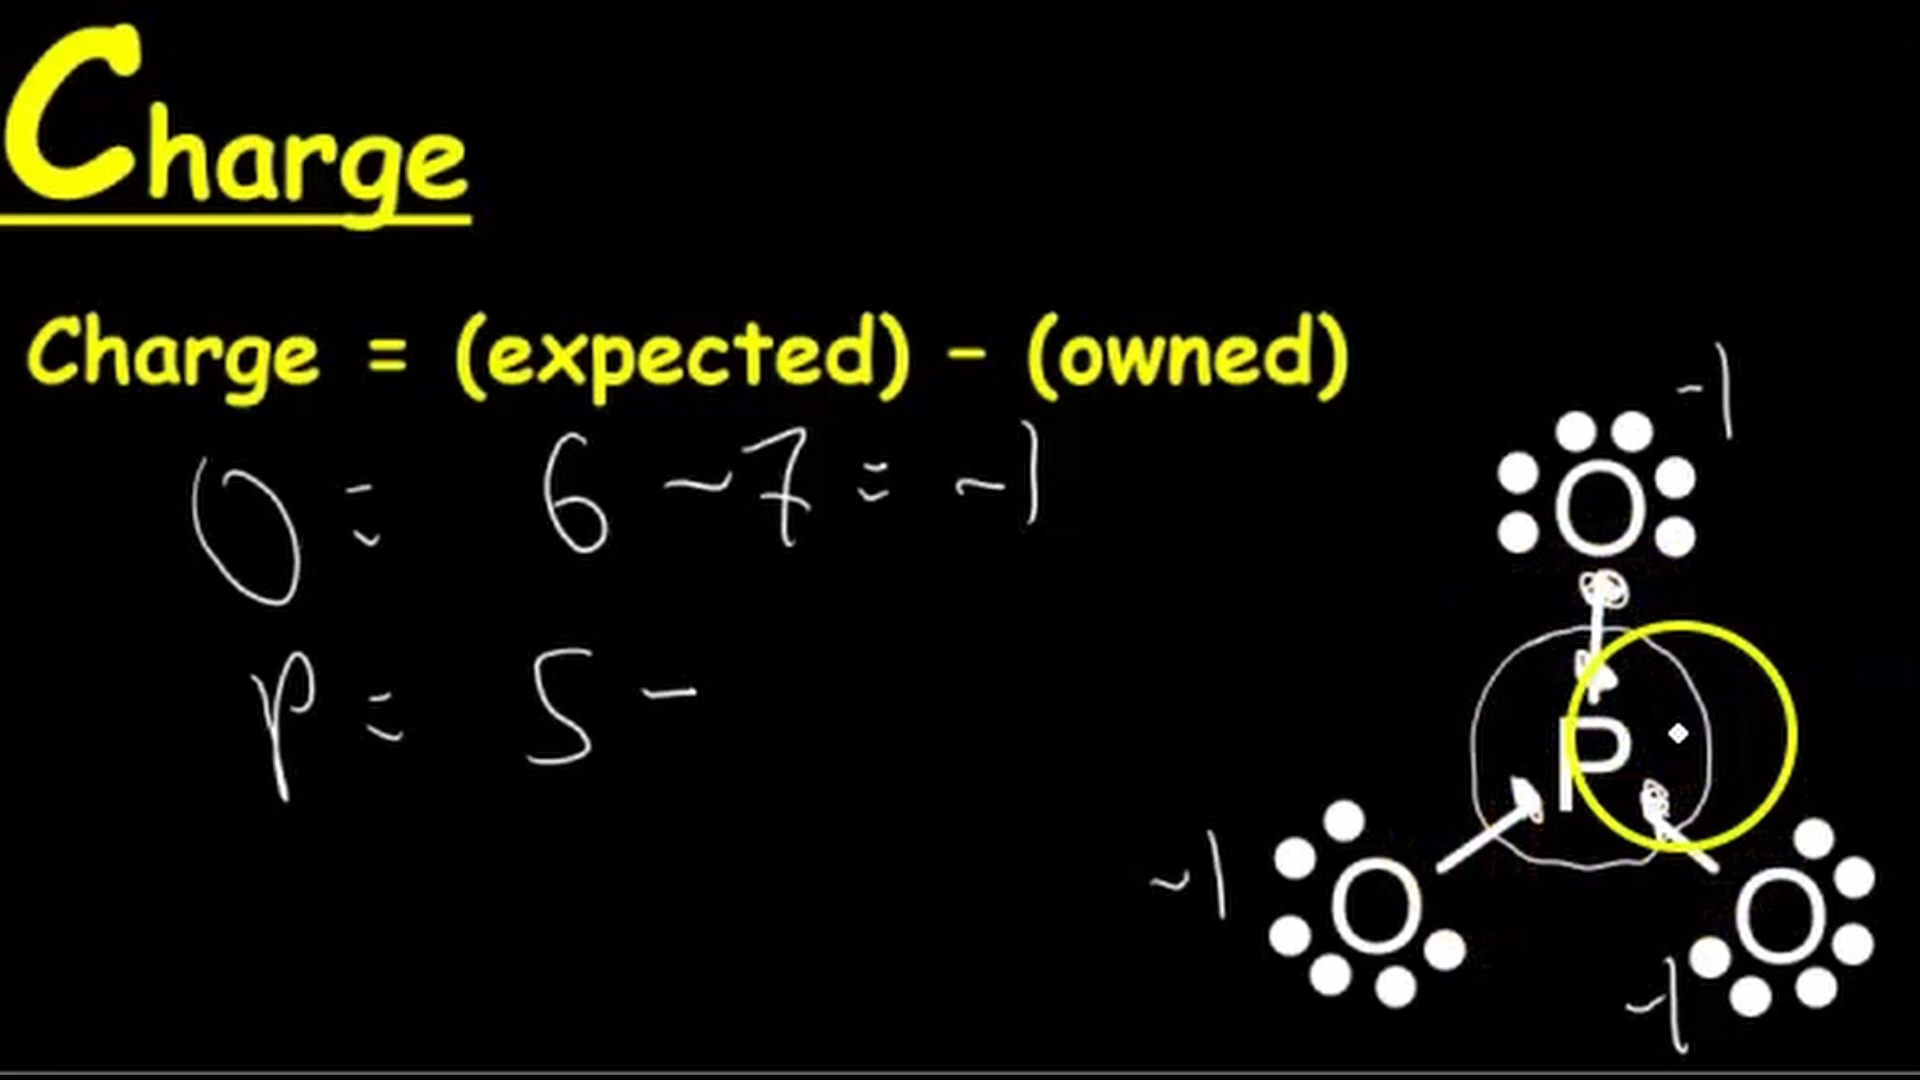 Charge
Charge = (expected) - (owned)
O = 6 - 7 = -1
P = 5 -
-1
O
P
-1
O
O
-1